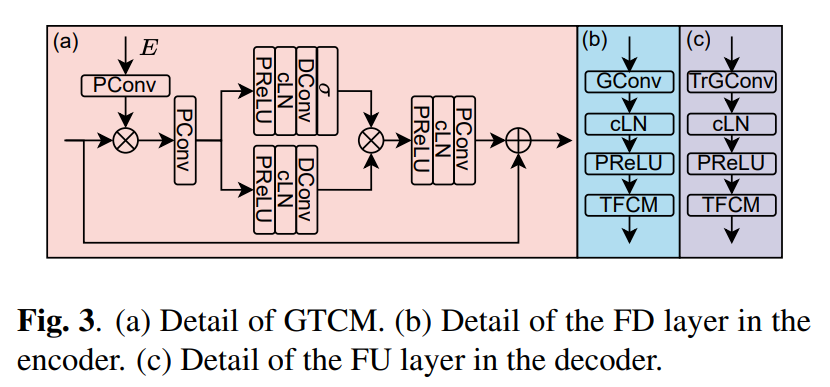 (a)
E
PConv
PConv
PReLU
cLN
DConv
σ
PReLU
cLN
DConv
PReLU
cLN
PConv
(b)
GConv
cLN
PReLU
TFCM
(c)
TrGConv
cLN
PReLU
TFCM
Fig. 3. (a) Detail of GTCM. (b) Detail of the FD layer in the
encoder. (c) Detail of the FU layer in the decoder.